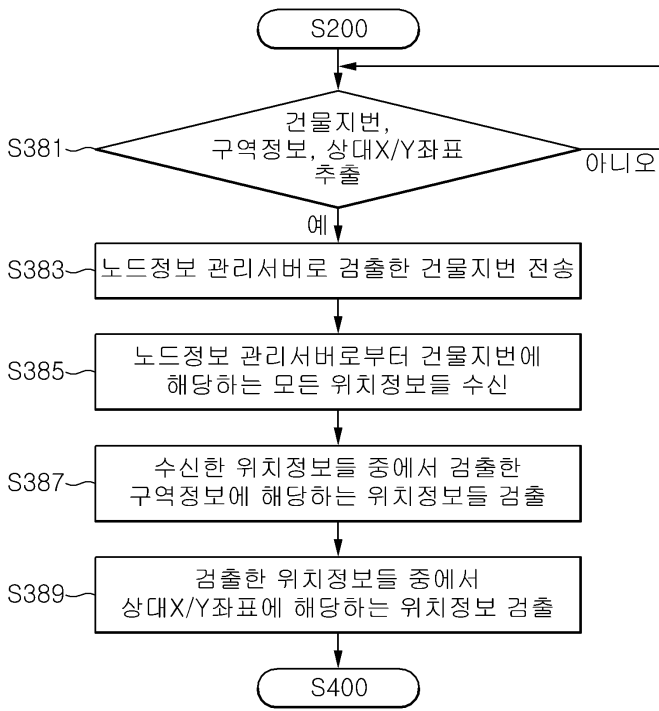 S200
S381
건물지번,
구역정보, 상대X/Y좌표
추출
아니오
예
S383
노드정보 관리서버로 검출한 건물지번 전송
S385
노드정보 관리서버로부터 건물지번에
해당하는 모든 위치정보들 수신
S387
수신한 위치정보들 중에서 검출한
구역정보에 해당하는 위치정보들 검출
S389
검출한 위치정보들 중에서
상대X/Y좌표에 해당하는 위치정보 검출
S400